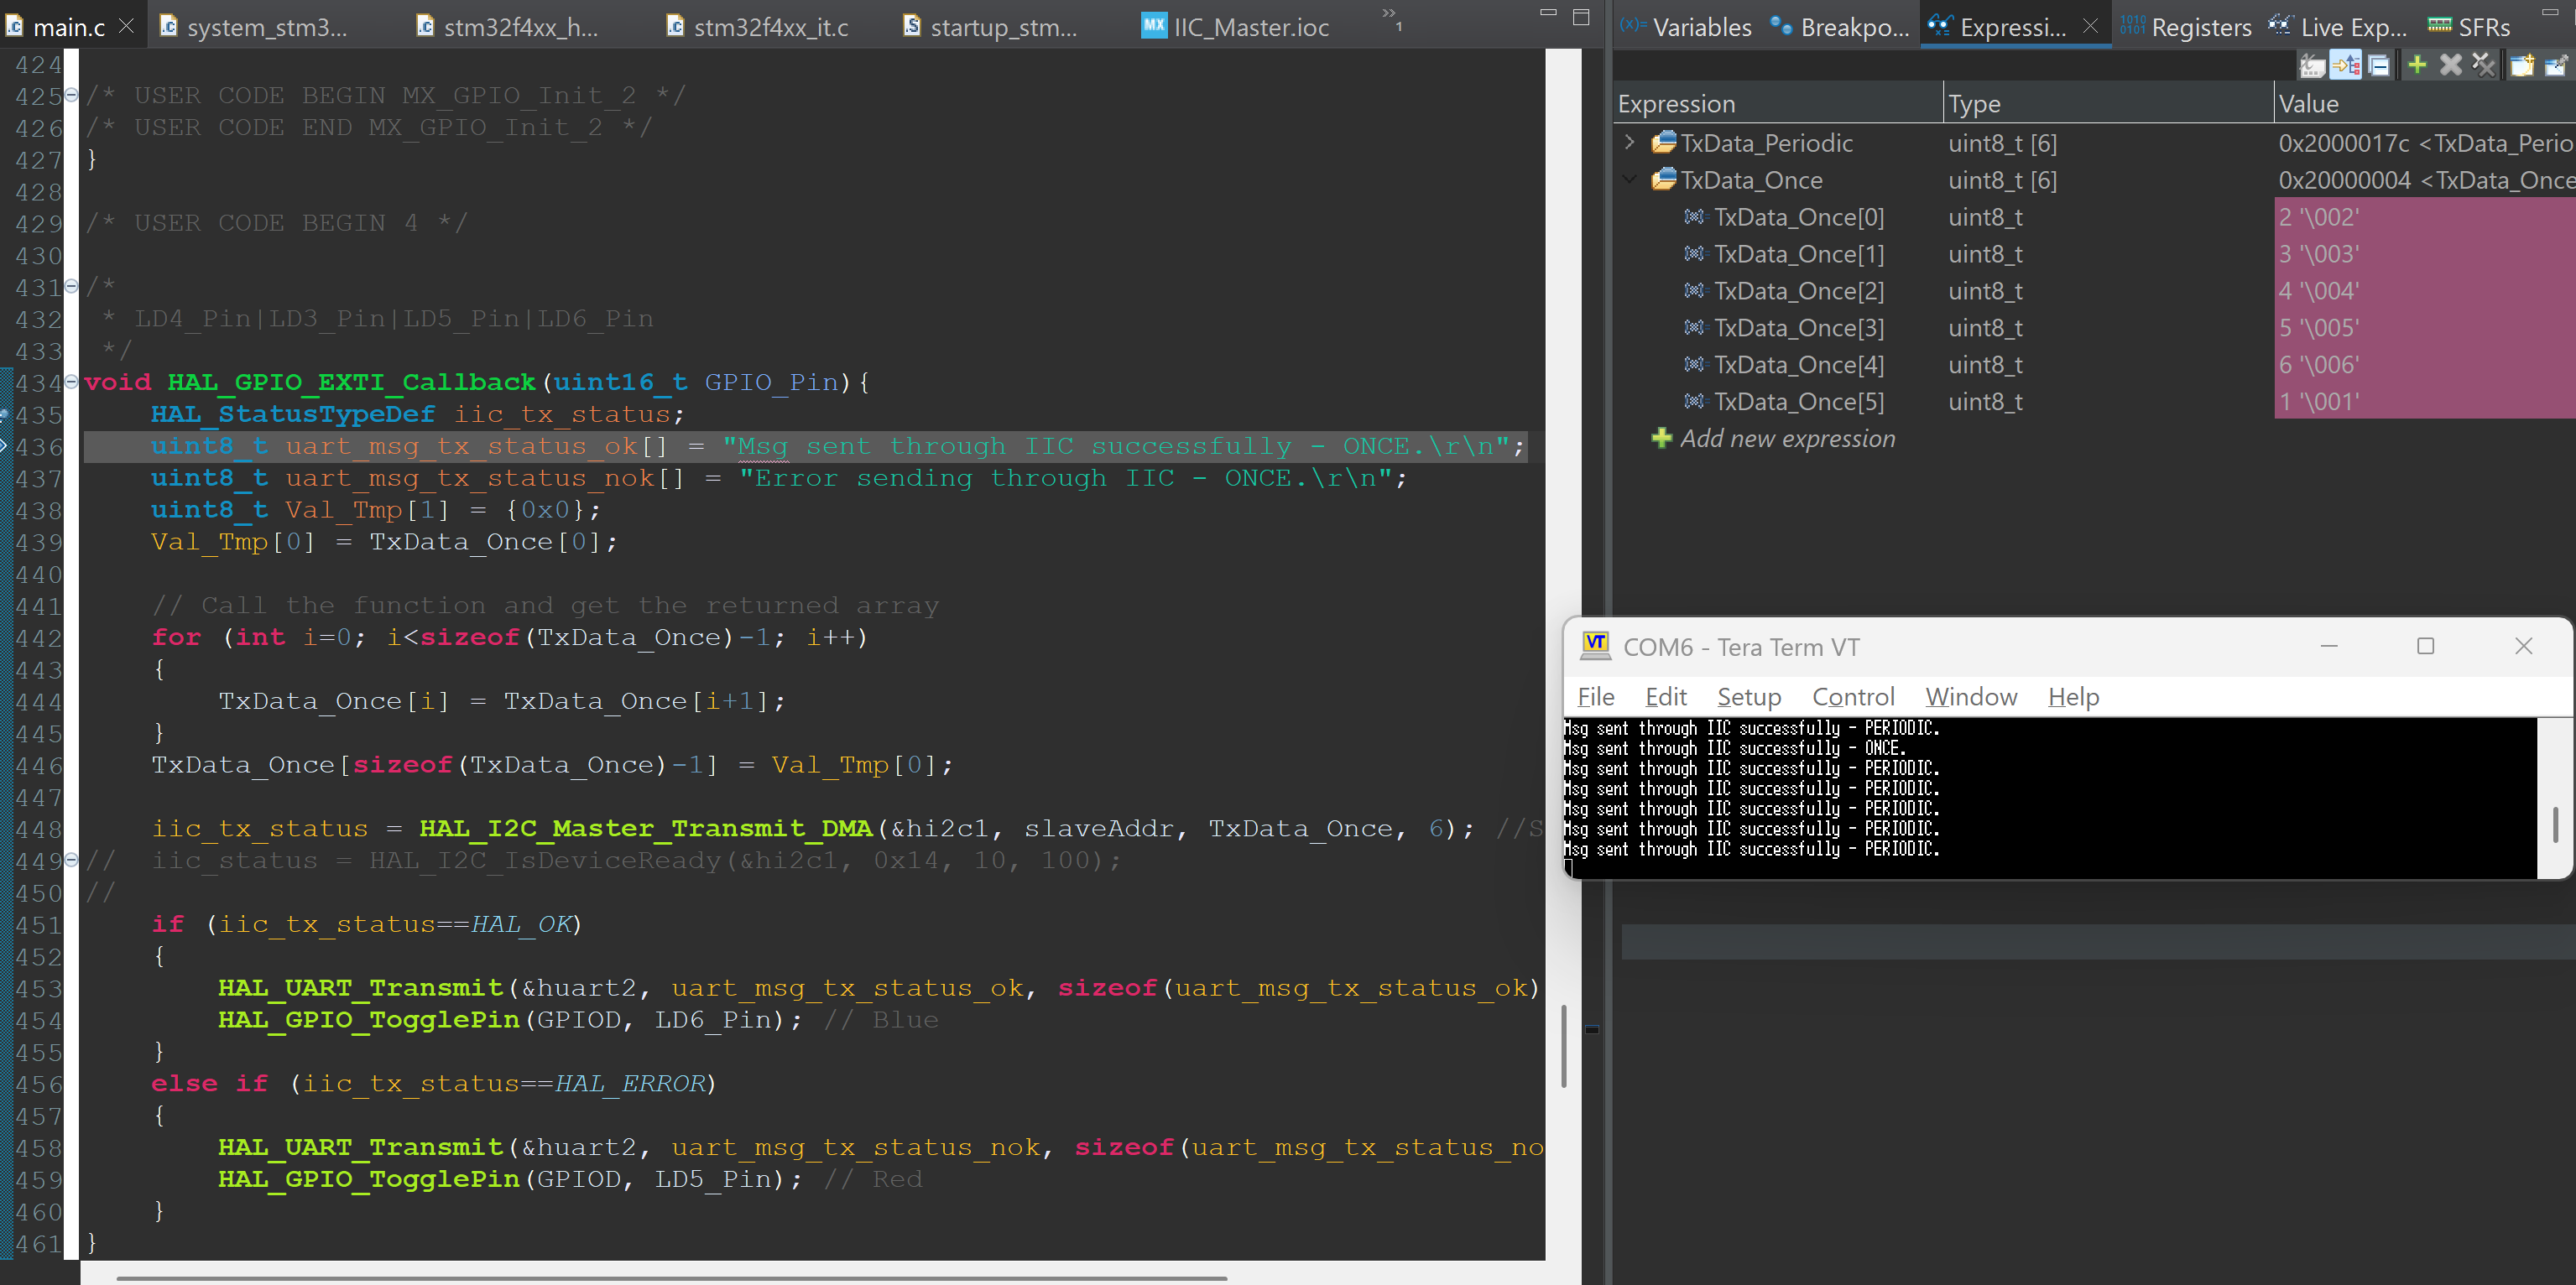 main.c
system_stm3...
stm32f4xx_h...
stm32f4xx_it.c
startup_stm...
MX IIC_Master.ioc
»1
424
425 /* USER CODE BEGIN MX_GPIO_Init_2 */
426 /* USER CODE END MX_GPIO_Init_2 */
427 }
428
429 /* USER CODE BEGIN 4 */
430
431 /*
432  * LD4_Pin|LD3_Pin|LD5_Pin|LD6_Pin
433  */
434 void HAL_GPIO_EXTI_Callback(uint16_t GPIO_Pin){
435     HAL_StatusTypeDef iic_tx_status;
436     uint8_t uart_msg_tx_status_ok[] = "Msg sent through IIC successfully - ONCE.\r\n";
437     uint8_t uart_msg_tx_status_nok[] = "Error sending through IIC - ONCE.\r\n";
438     uint8_t Val_Tmp[1] = {0x0};
439     Val_Tmp[0] = TxData_Once[0];
440
441     // Call the function and get the returned array
442     for (int i=0; i<sizeof(TxData_Once)-1; i++)
443     {
444         TxData_Once[i] = TxData_Once[i+1];
445     }
446     TxData_Once[sizeof(TxData_Once)-1] = Val_Tmp[0];
447
448     iic_tx_status = HAL_I2C_Master_Transmit_DMA(&hi2c1, slaveAddr, TxData_Once, 6); //S
449 //  iic_status = HAL_I2C_IsDeviceReady(&hi2c1, 0x14, 10, 100);
450 //
451     if (iic_tx_status==HAL_OK)
452     {
453         HAL_UART_Transmit(&huart2, uart_msg_tx_status_ok, sizeof(uart_msg_tx_status_ok)
454         HAL_GPIO_TogglePin(GPIOD, LD6_Pin); // Blue
455     }
456     else if (iic_tx_status==HAL_ERROR)
457     {
458         HAL_UART_Transmit(&huart2, uart_msg_tx_status_nok, sizeof(uart_msg_tx_status_no
459         HAL_GPIO_TogglePin(GPIOD, LD5_Pin); // Red
460     }
461 }
(x)= Variables
Breakpo...
Expressi...
1010 0101 Registers
Live Exp...
SFRs
Expression Type Value
TxData_Periodic uint8_t [6] 0x2000017c <TxData_Perio
TxData_Once uint8_t [6] 0x20000004 <TxData_Once
TxData_Once[0] uint8_t 2 '\002'
TxData_Once[1] uint8_t 3 '\003'
TxData_Once[2] uint8_t 4 '\004'
TxData_Once[3] uint8_t 5 '\005'
TxData_Once[4] uint8_t 6 '\006'
TxData_Once[5] uint8_t 1 '\001'
Add new expression
VT COM6 - Tera Term VT
File Edit Setup Control Window Help
Msg sent through IIC successfully - PERIODIC.
Msg sent through IIC successfully - ONCE.
Msg sent through IIC successfully - PERIODIC.
Msg sent through IIC successfully - PERIODIC.
Msg sent through IIC successfully - PERIODIC.
Msg sent through IIC successfully - PERIODIC.
Msg sent through IIC successfully - PERIODIC.